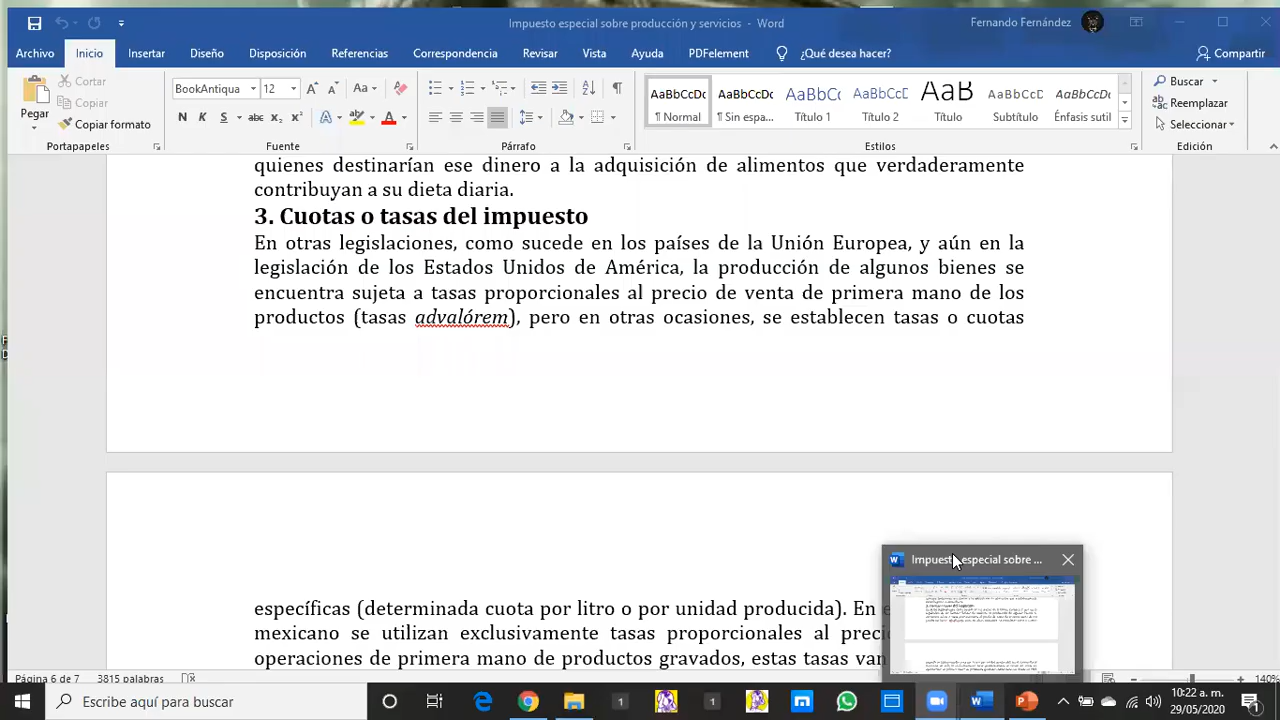 Impuesto especial sobre producción y servicios - Word
Fernando Fernández
Archivo Inicio Insertar Diseño Disposición Referencias Correspondencia Revisar Vista Ayuda PDFelement ¿Qué desea hacer? Compartir
Pegar
Cortar
Copiar
Copiar formato
BookAntiqua 12
N K S abc x₂ x²
AaBbCcDc AaBbCcDc AaBbCc AaBbCcC AaB AaBbCcC AaBbCcDc
¶ Normal ¶ Sin espa... Título 1 Título 2 Título Subtítulo Énfasis sutil
Buscar
Reemplazar
Seleccionar
Portapapeles Fuente Párrafo Estilos Edición
quienes destinarían ese dinero a la adquisición de alimentos que verdaderamente
contribuyan a su dieta diaria.
3. Cuotas o tasas del impuesto
En otras legislaciones, como sucede en los países de la Unión Europea, y aún en la
legislación de los Estados Unidos de América, la producción de algunos bienes se
encuentra sujeta a tasas proporcionales al precio de venta de primera mano de los
productos (tasas advalórem), pero en otras ocasiones, se establecen tasas o cuotas
Impuesto especial sobre ...
específicas (determinada cuota por litro o por unidad producida). En
mexicano se utilizan exclusivamente tasas proporcionales al
operaciones de primera mano de productos gravados, estas tasas van
Página 6 de 7 3815 palabras 140%
Escribe aquí para buscar
10:22 a. m.
29/05/2020